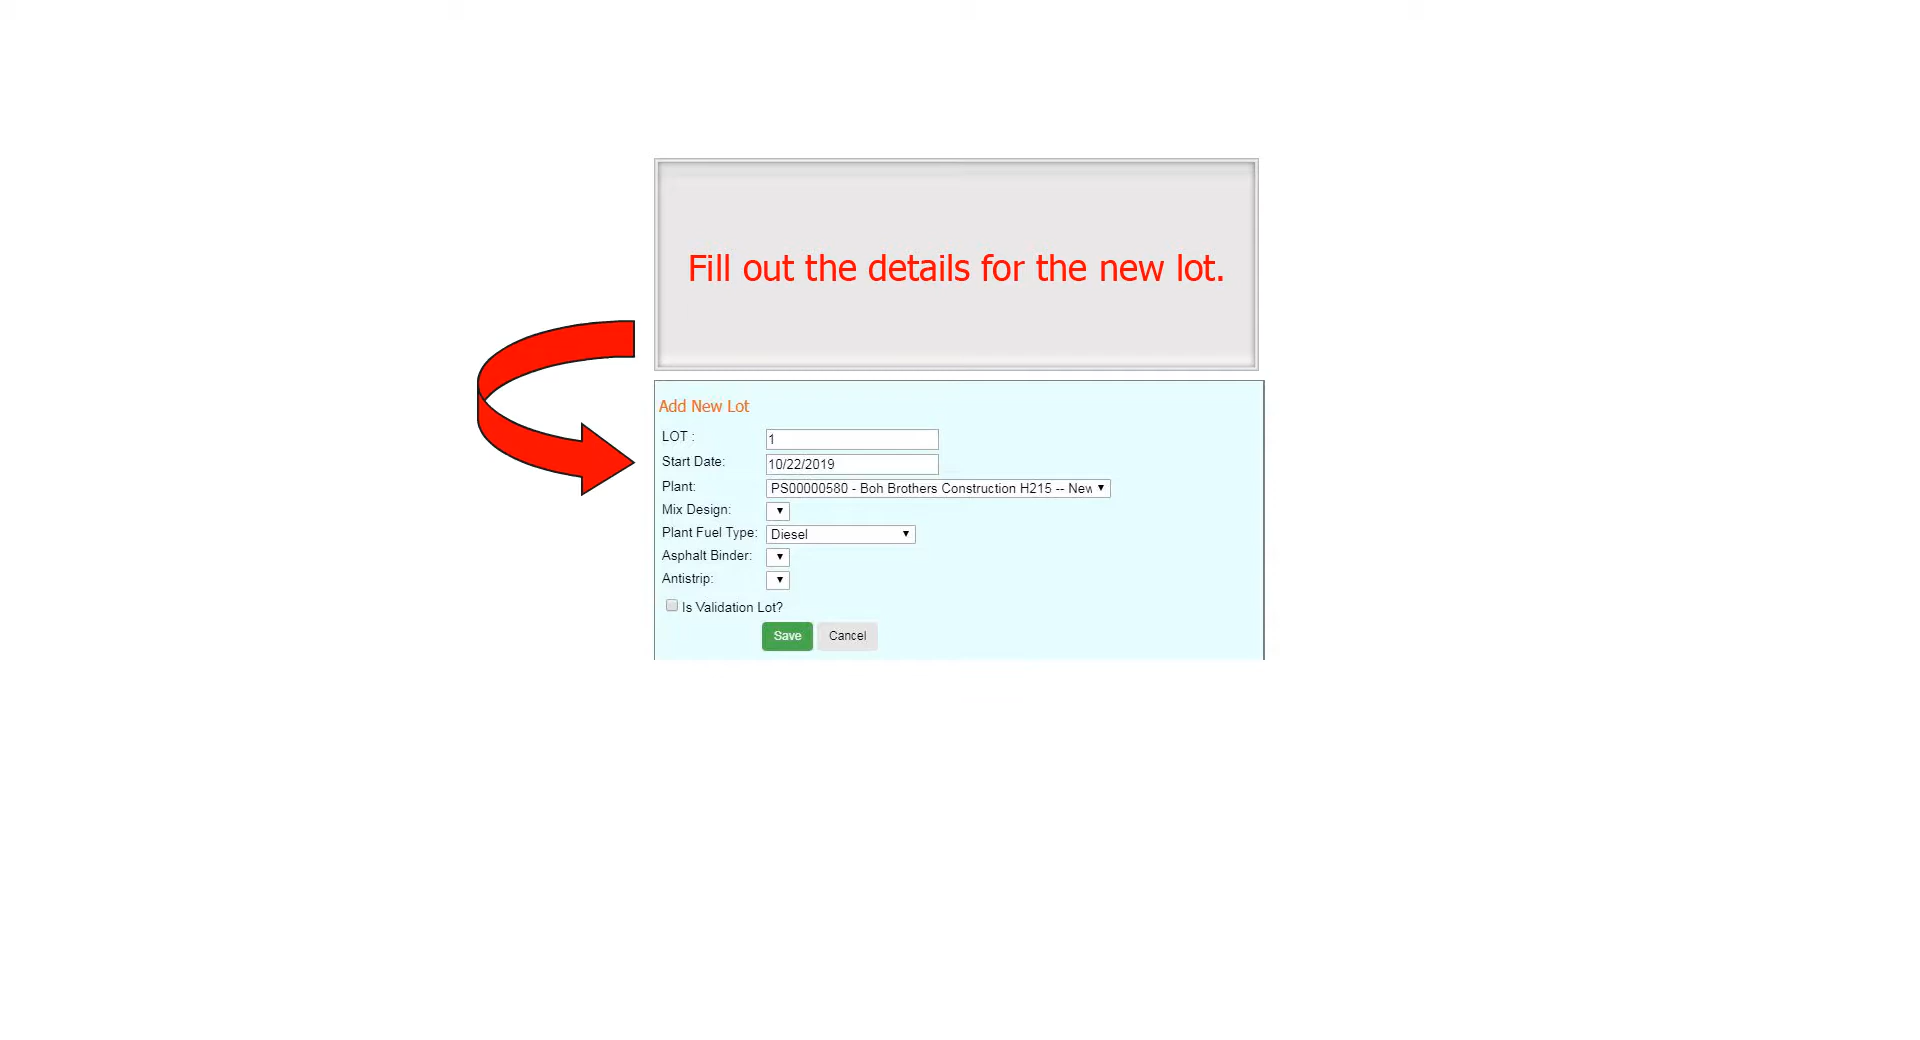 Fill out the details for the new lot.
Add New Lot
LOT : 1
Start Date: 10/22/2019
Plant: PS00000580 - Boh Brothers Construction H215 -- New
Mix Design:
Plant Fuel Type: Diesel
Asphalt Binder:
Antistrip:
Is Validation Lot?
Save Cancel